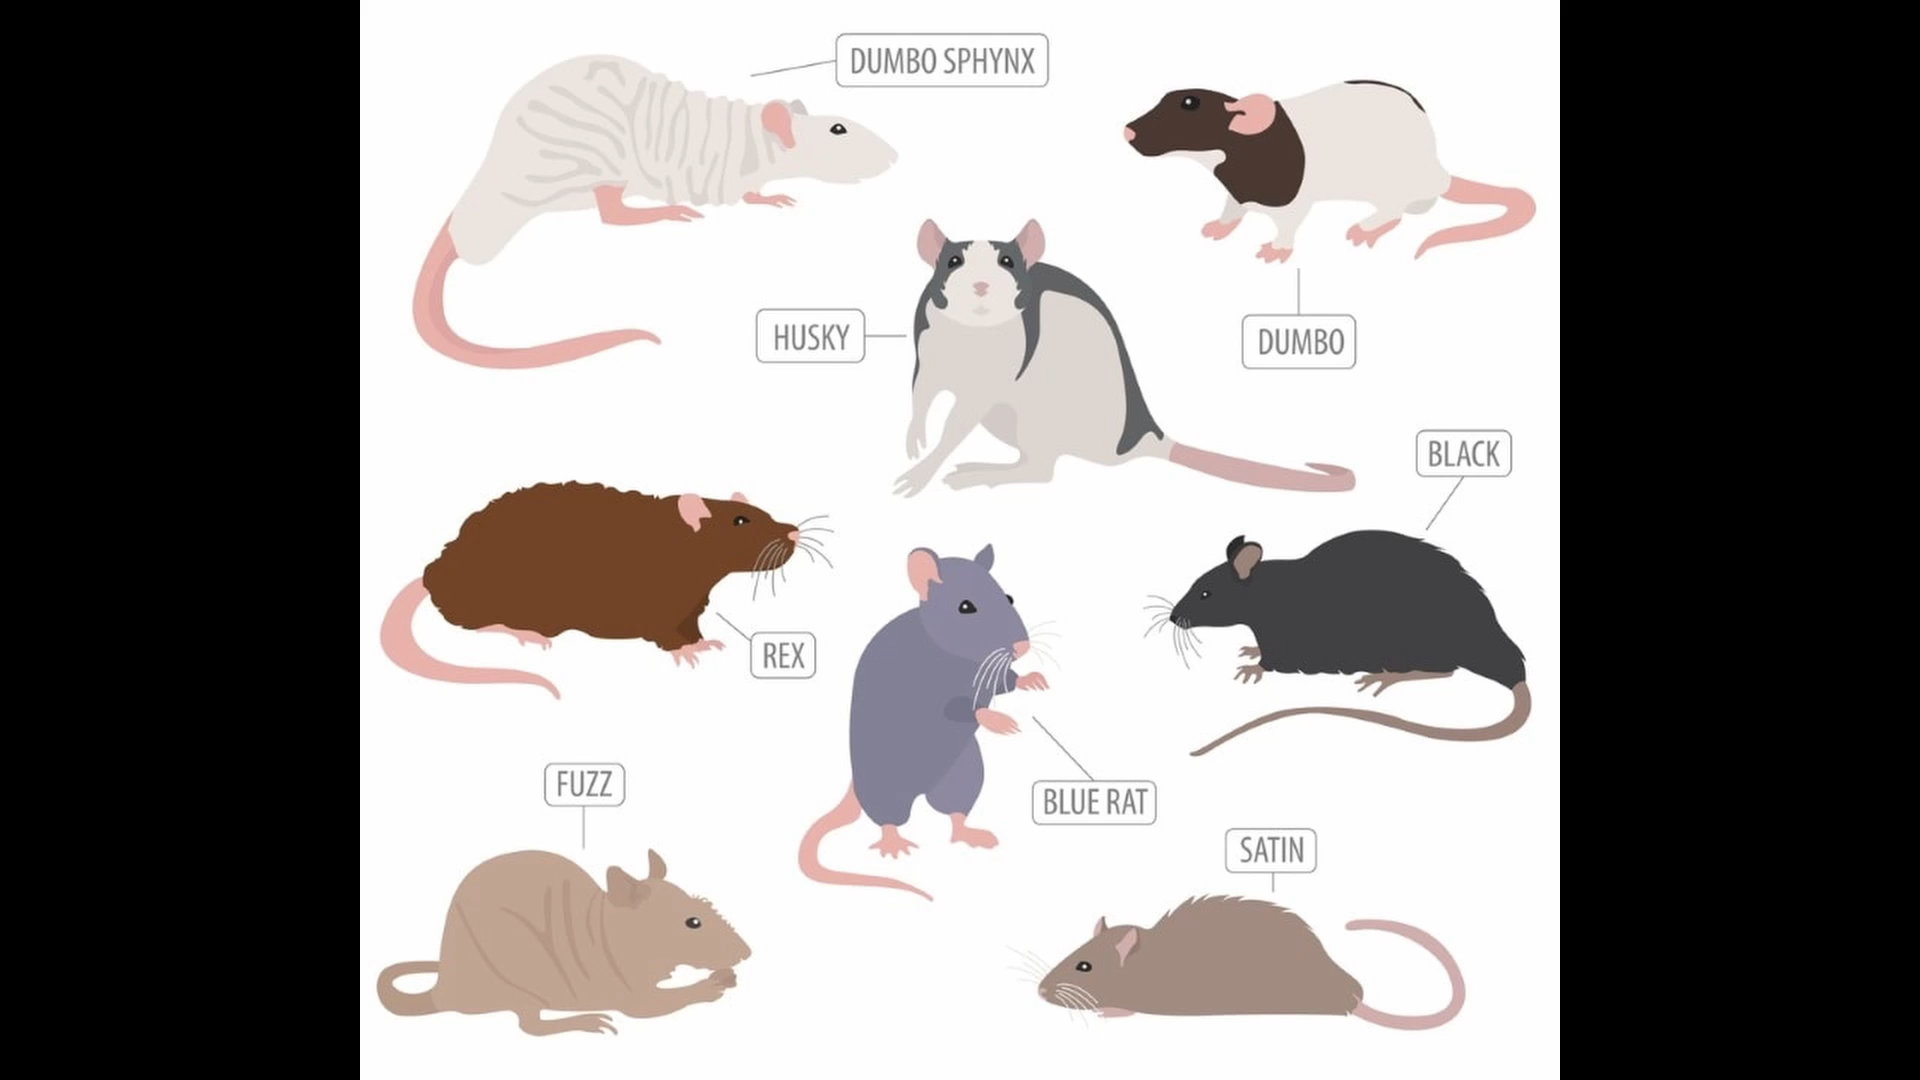 DUMBO SPHYNX
HUSKY
DUMBO
BLACK
REX
FUZZ
BLUE RAT
SATIN